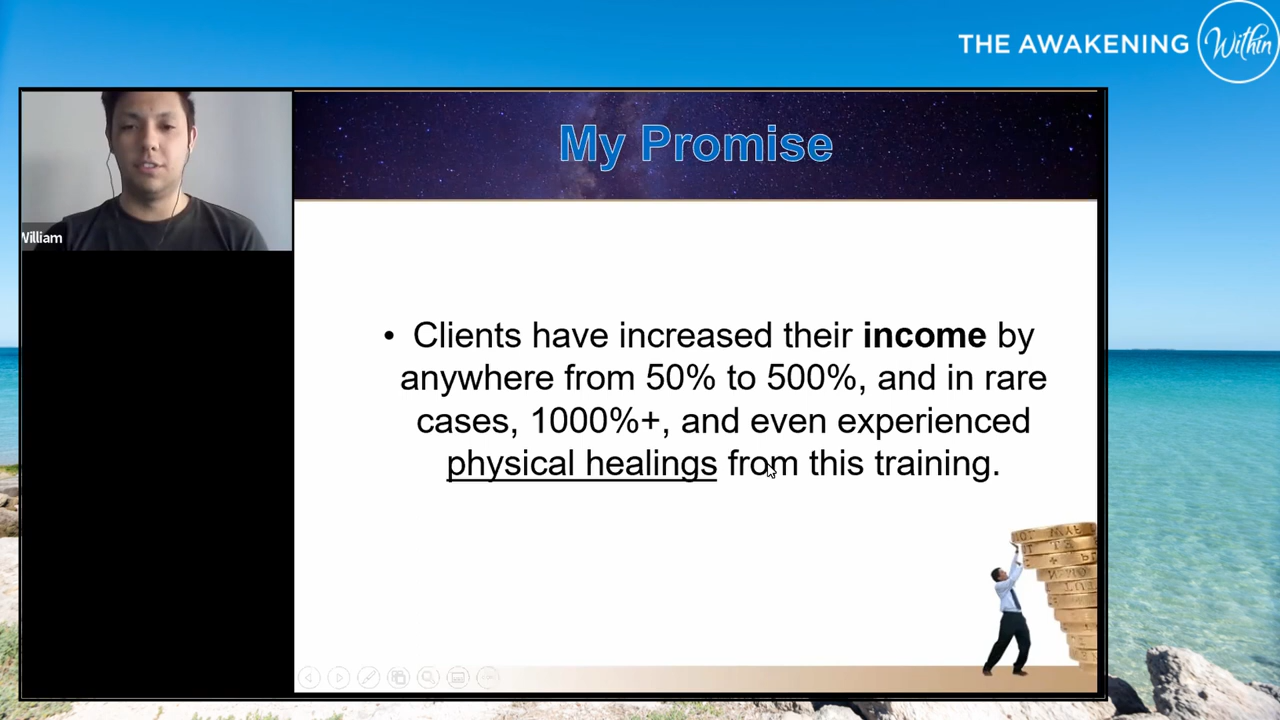 THE AWAKENING Within
My Promise
William
• Clients have increased their income by
anywhere from 50% to 500%, and in rare
cases, 1000%+, and even experienced
physical healings from this training.